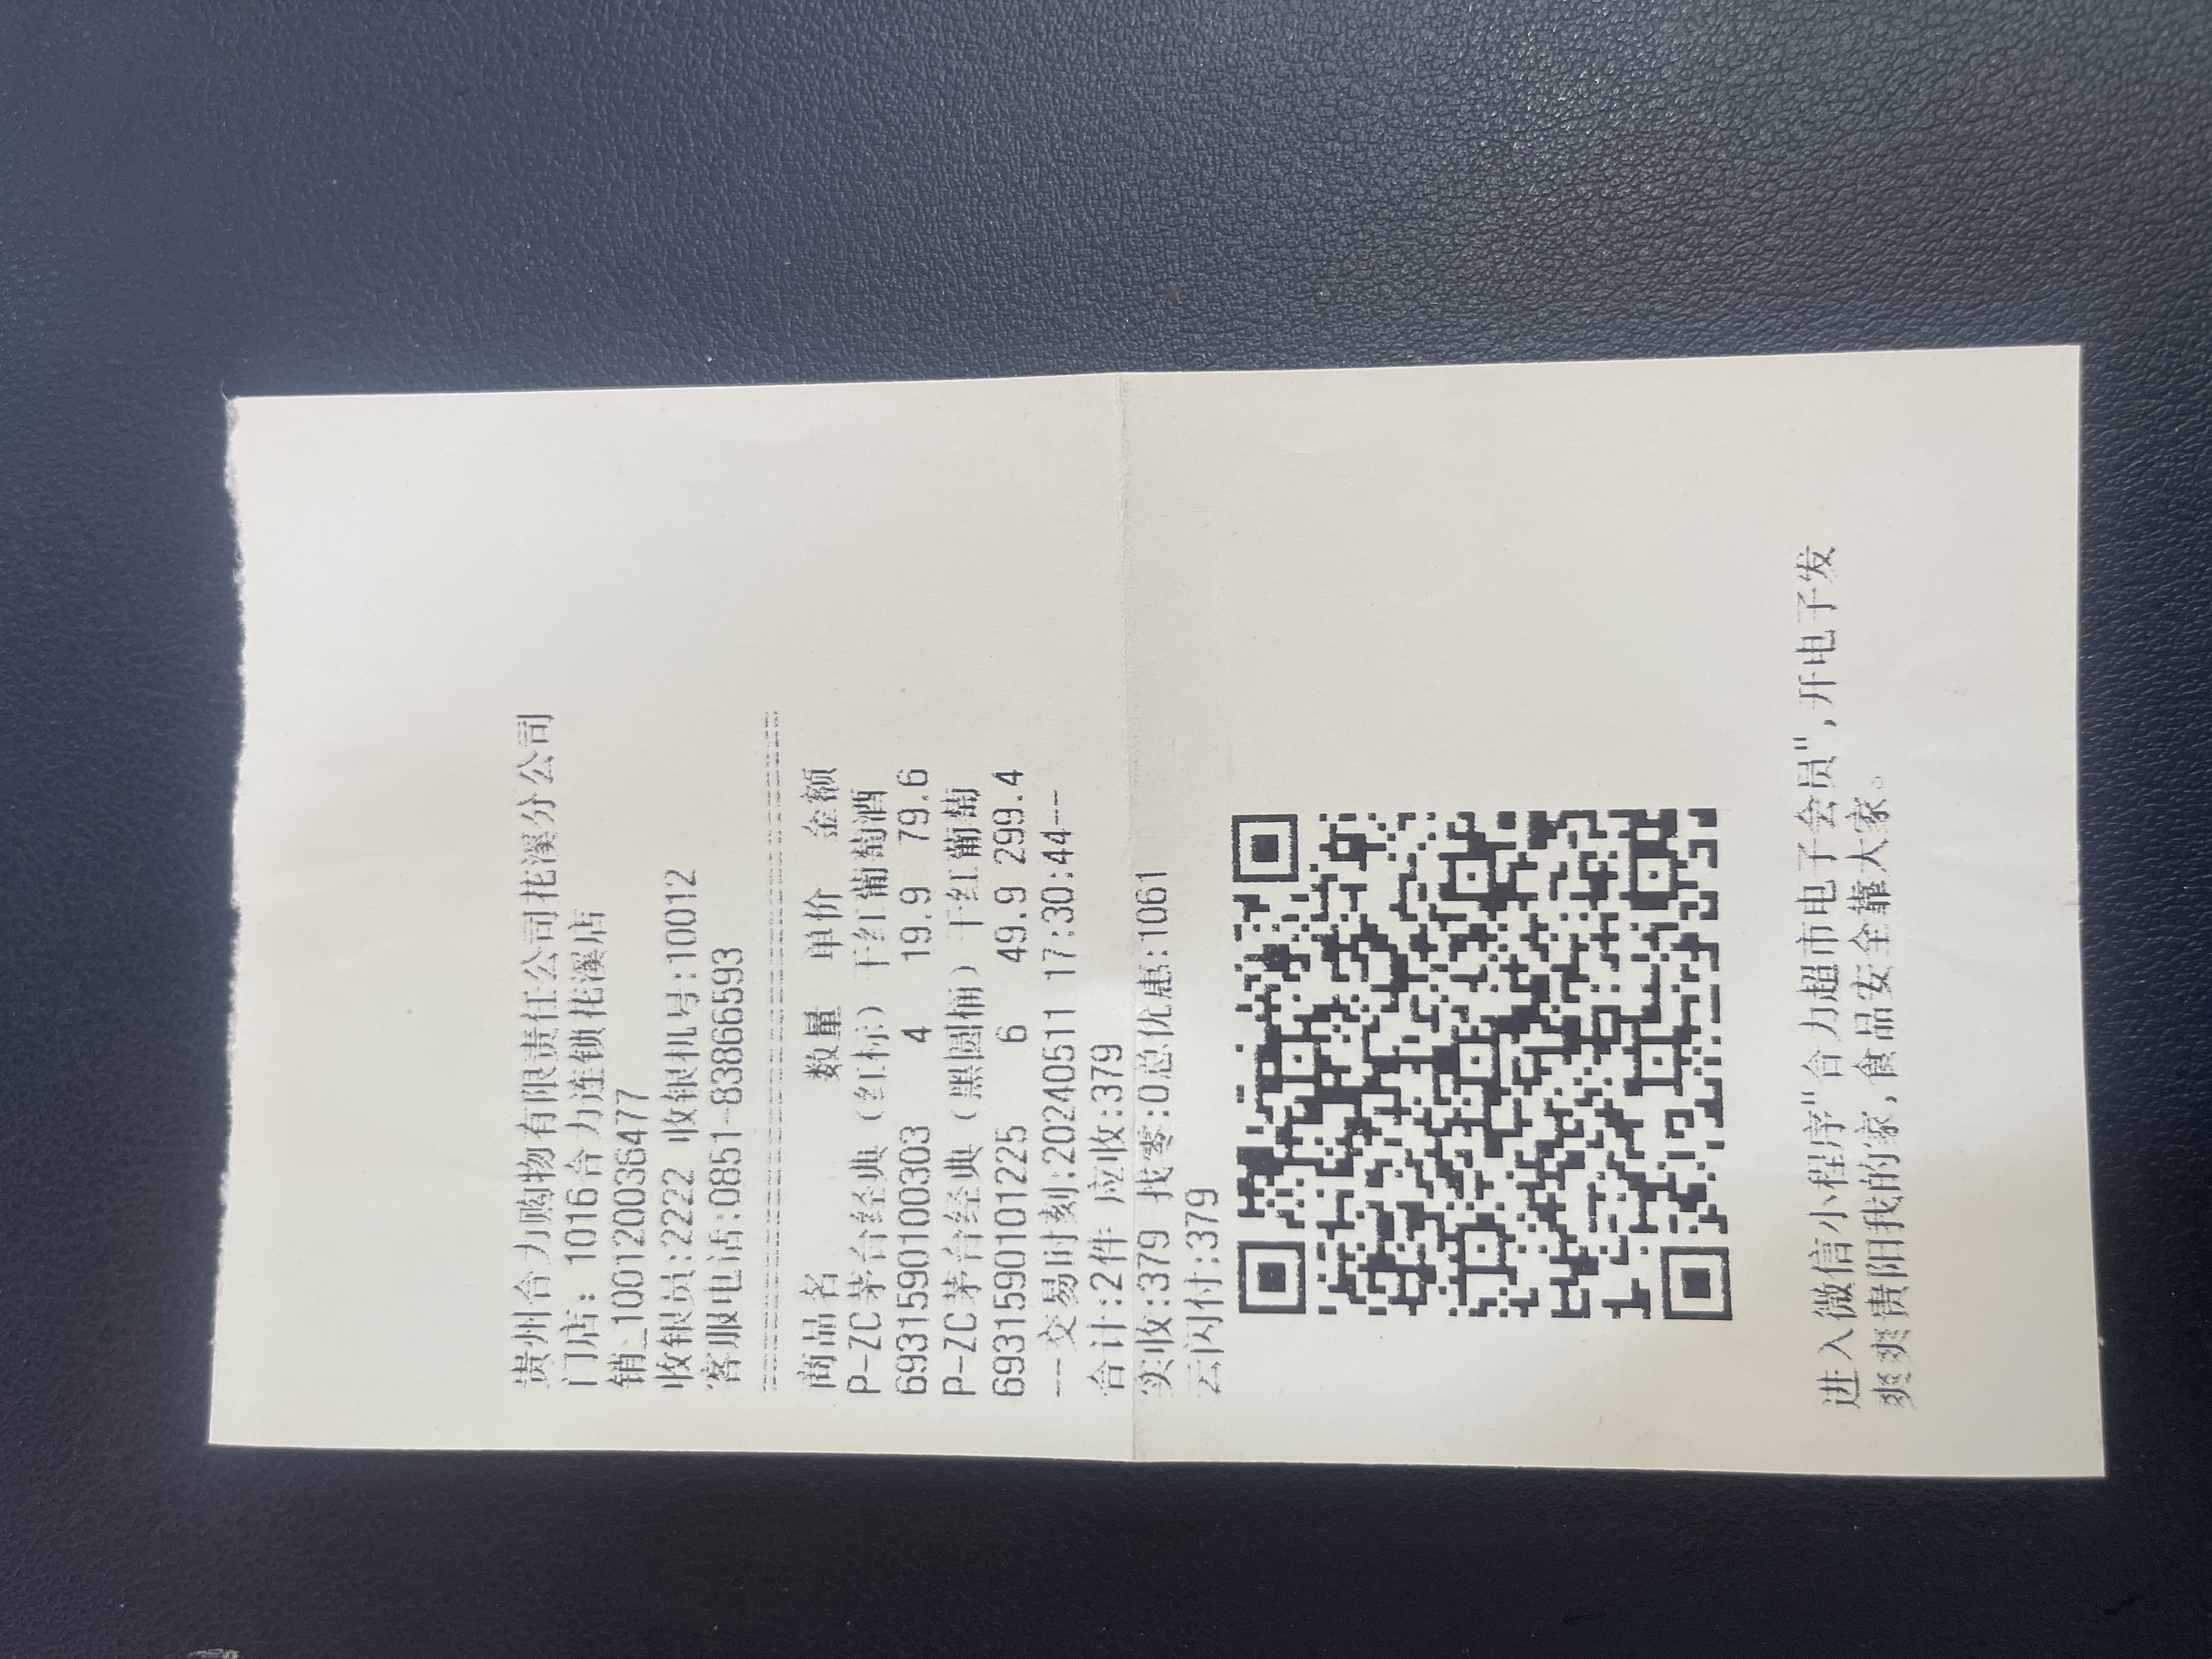 贵州合力购物有限责任公司花溪分公司
门店: 1016合力连锁花溪店
销_100120036477
收银员:2222 收银机号:10012
客服电话:0851-83866593
商品名 数量 单价 金额
P-ZC茅台经典（红标）干红葡萄酒
6931590100303 4 19.9 79.6
P-ZC茅台经典（黑圆桶）干红葡萄
6931590101225 6 49.9 299.4
---交易时刻:20240511 17:30:44--
合计:2件 应收:379
实收:379 找零:0总优惠:1061
云闪付:379
进入微信小程序"合力超市电子会员",开电子发
爽爽贵阳我的家,食品安全靠大家。